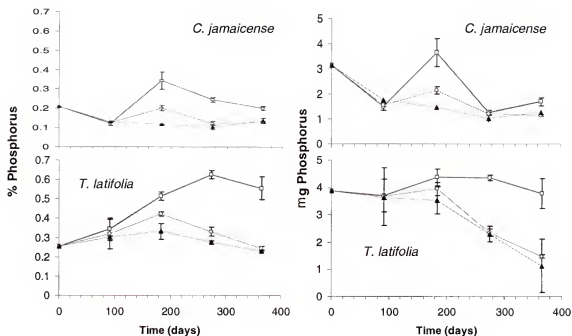 0.7
0.6
0.5
0.4
0.3
0.2
0.1
0
C. jamaicense
5
4
3
2
1
0
C. jamaicense
% Phosphorus
mg Phosphorus
0.7
0.6
0.5
0.4
0.3
0.2
0.1
0
T. latifolia
5
4
3
2
1
0
T. latifolia
0 100 200 300 400
0 100 200 300 400
Time (days)
Time (days)